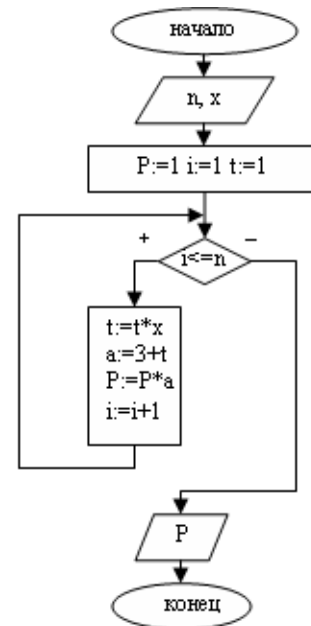 начало
n, x
P:=1 i:=1 t:=1
+ –
i<=n
t:=t*x
a:=3+t
P:=P*a
i:=i+1
P
конец